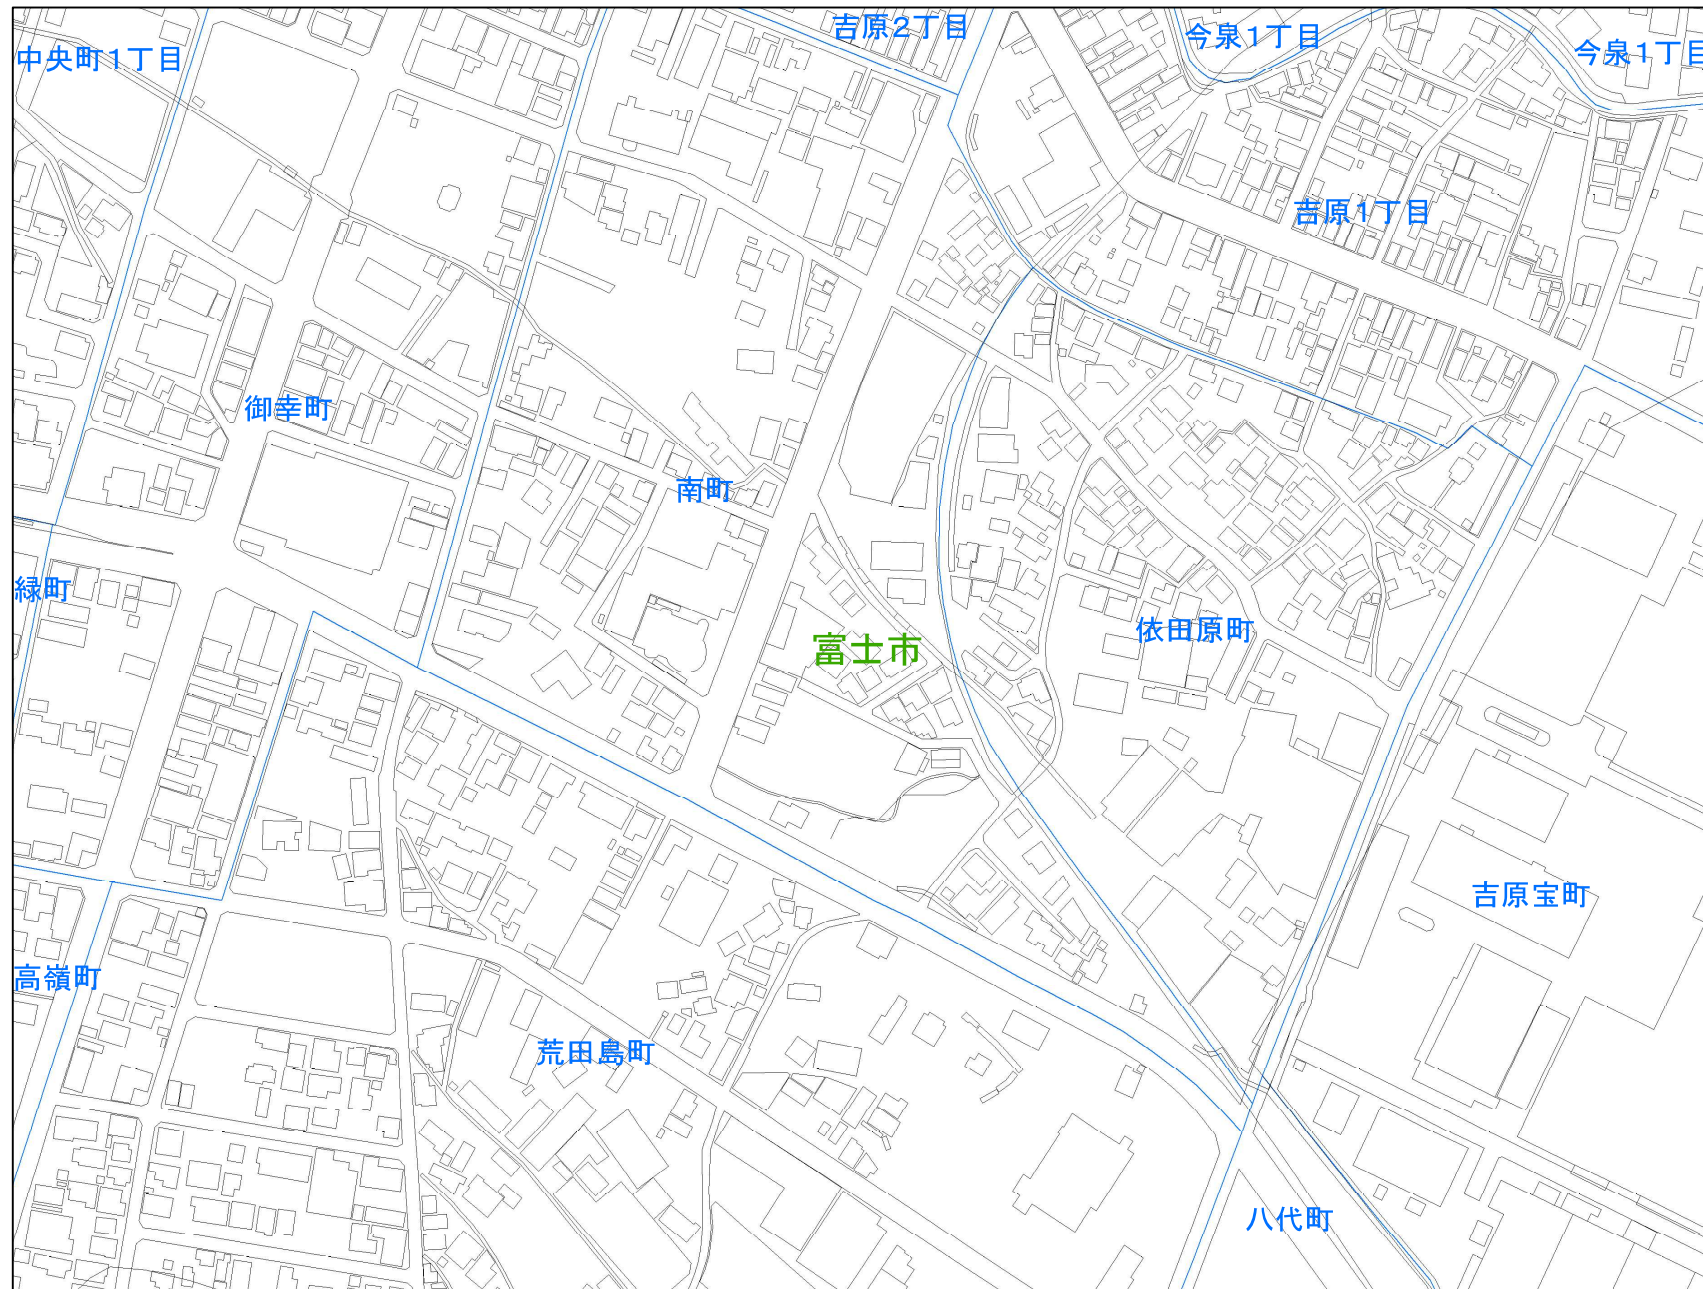 吉原2丁目
今泉1丁目
今泉1丁目
中央町1丁目
吉原1丁目
御幸町
南町
緑町
依田原町
富士市
吉原宝町
高嶺町
荒田島町
八代町